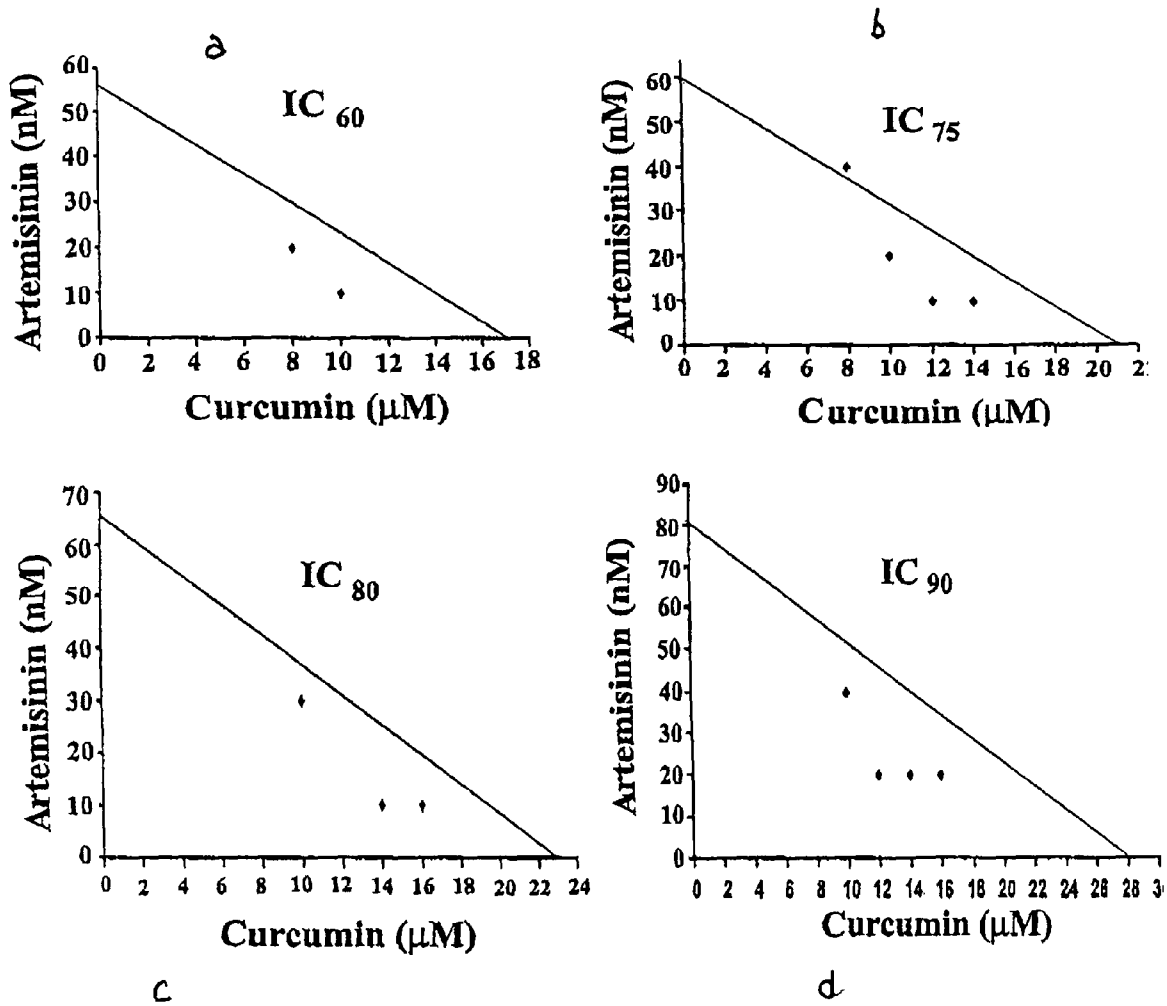 a
60
50
40
30
20
10
0
Artemisinin (nM)
IC 60
0 2 4 6 8 10 12 14 16 18
Curcumin (µM)
b
60
50
40
30
20
10
0
Artemisinin (nM)
IC 75
0 2 4 6 8 10 12 14 16 18 20
Curcumin (µM)
70
60
50
40
30
20
10
0
Artemisinin (nM)
IC 80
0 2 4 6 8 10 12 14 16 18 20 22 24
Curcumin (µM)
c
90
80
70
60
50
40
30
20
10
0
Artemisinin (nM)
IC 90
0 2 4 6 8 10 12 14 16 18 20 22 24 26 28
Curcumin (µM)
d